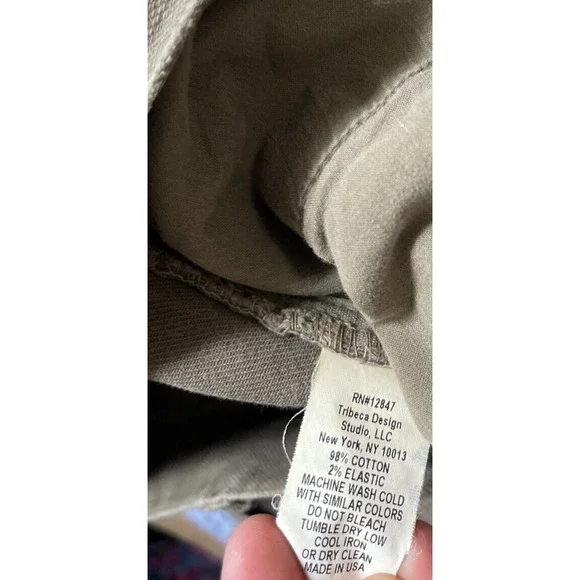 RN#12847
Tribeca Design
Studio, LLC
New York, NY 10013
98% COTTON
2% ELASTIC
MACHINE WASH COLD
WITH SIMILAR COLORS
DO NOT BLEACH
TUMBLE DRY LOW
COOL IRON
OR DRY CLEAN
MADE IN USA